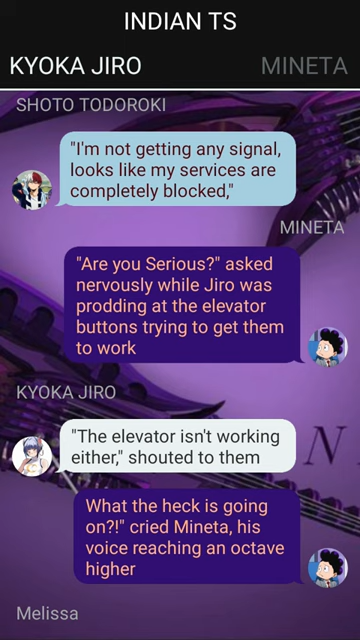 INDIAN TS
KYOKA JIRO
MINETA
SHOTO TODOROKI
"I'm not getting any signal,
looks like my services are
completely blocked,"
MINETA
"Are you Serious?" asked
nervously while Jiro was
prodding at the elevator
buttons trying to get them
to work
KYOKA JIRO
"The elevator isn't working
either," shouted to them
N
What the heck is going
on?!" cried Mineta, his
voice reaching an octave
higher
Melissa